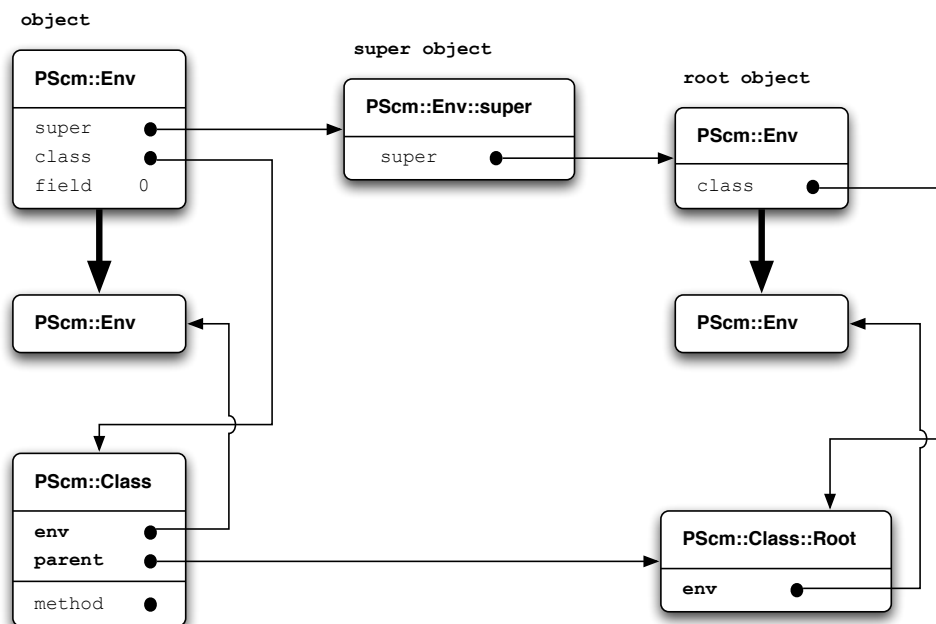 object
PScm::Env
super
class
field 0
super object
PScm::Env::super
super
root object
PScm::Env
class
PScm::Env
PScm::Env
PScm::Class
env
parent
method
PScm::Class::Root
env